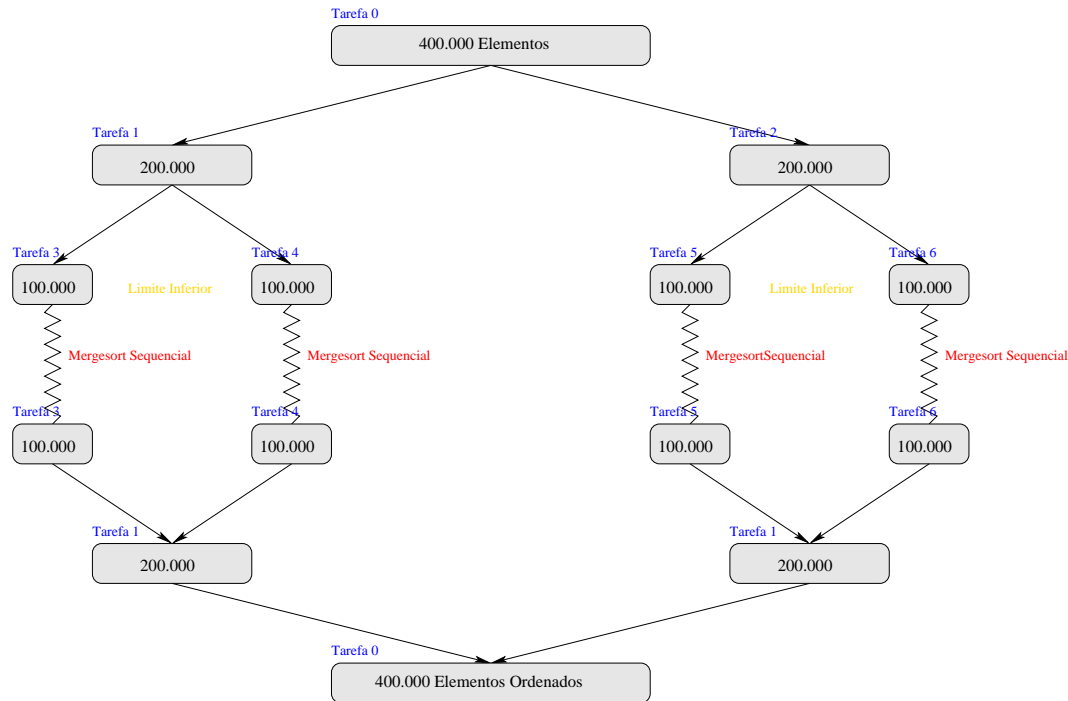 Tarefa 0
400.000 Elementos
Tarefa 1
Tarefa 2
200.000
200.000
Tarefa 3
Tarefa 4
Tarefa 5
Tarefa 6
100.000
Limite Inferior
100.000
100.000
Limite Inferior
100.000
Mergesort Sequencial
Mergesort Sequencial
MergesortSequencial
Mergesort Sequencial
Tarefa 3
Tarefa 4
Tarefa 5
Tarefa 6
100.000
100.000
100.000
100.000
Tarefa 1
Tarefa 1
200.000
200.000
Tarefa 0
400.000 Elementos Ordenados